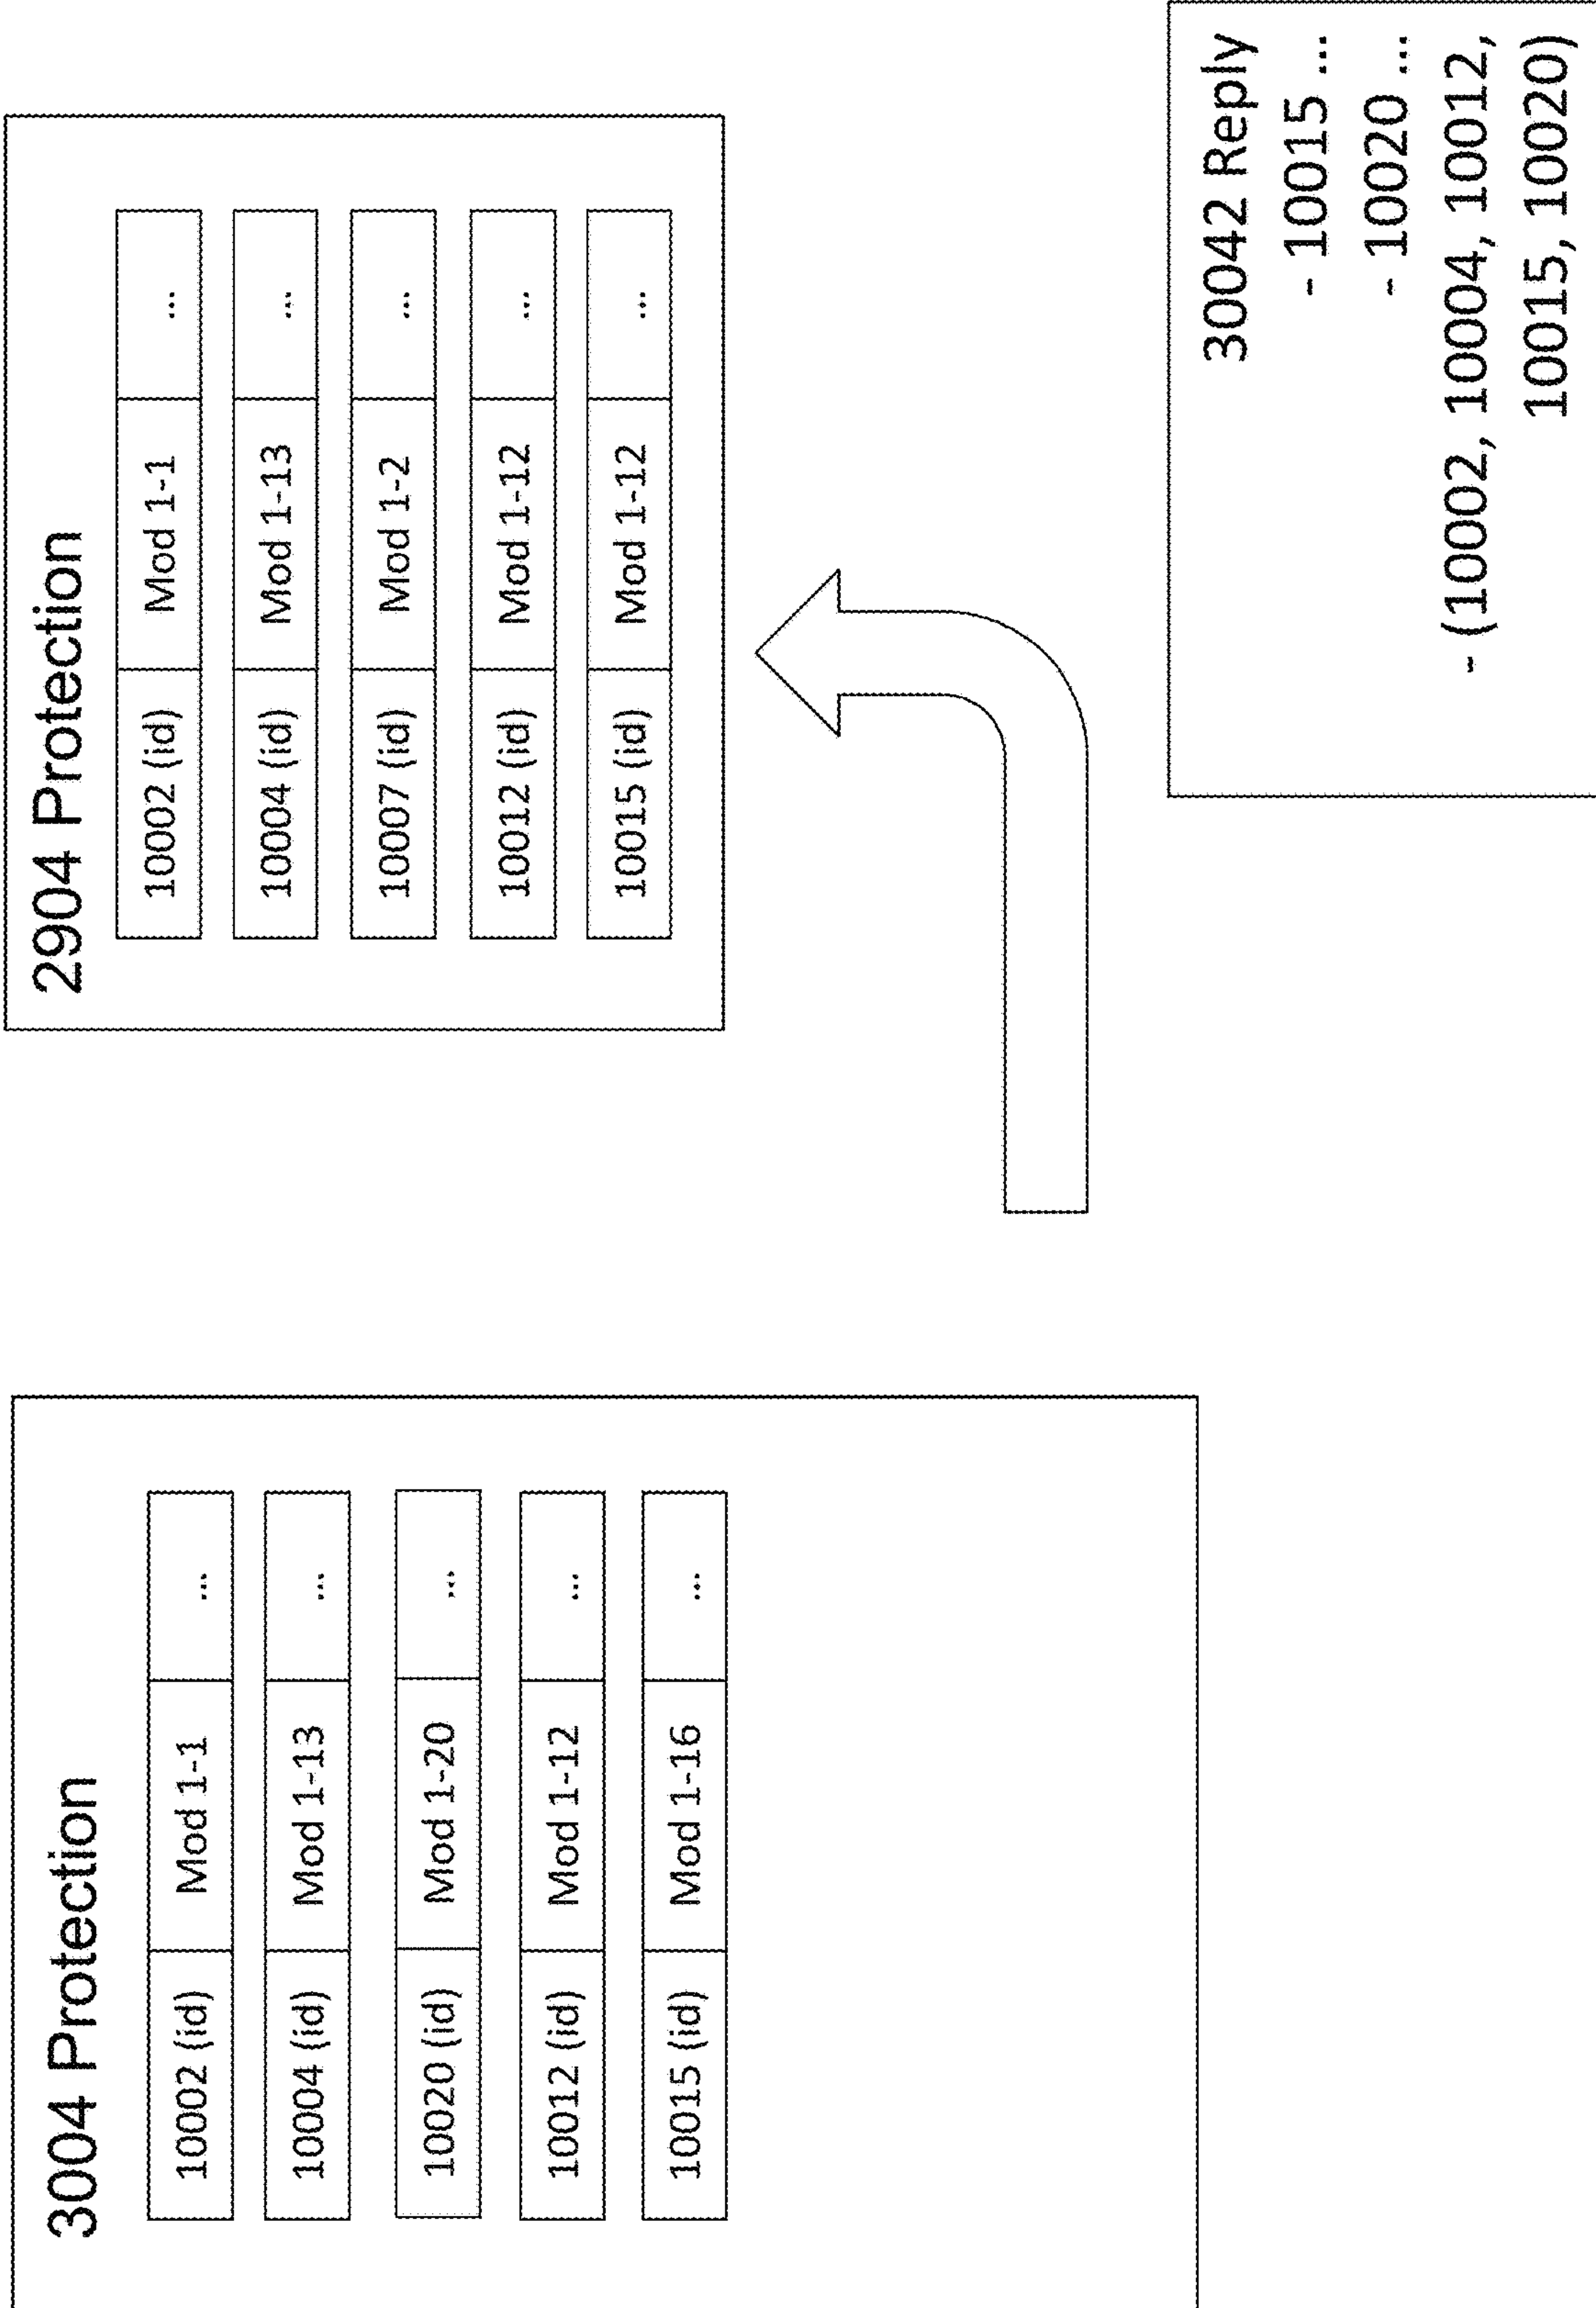 3004 Protection
10002 (id) Mod 1-1 ...
10004 (id) Mod 1-13 ...
10020 (id) Mod 1-20 ...
10012 (id) Mod 1-12 ...
10015 (id) Mod 1-16 ...
2904 Protection
10002 (id) Mod 1-1 ...
10004 (id) Mod 1-13 ...
10007 (id) Mod 1-2 ...
10012 (id) Mod 1-12 ...
10015 (id) Mod 1-12 ...
30042 Reply
- 10015 ...
- 10020 ...
- (10002, 10004, 10012,
10015, 10020)